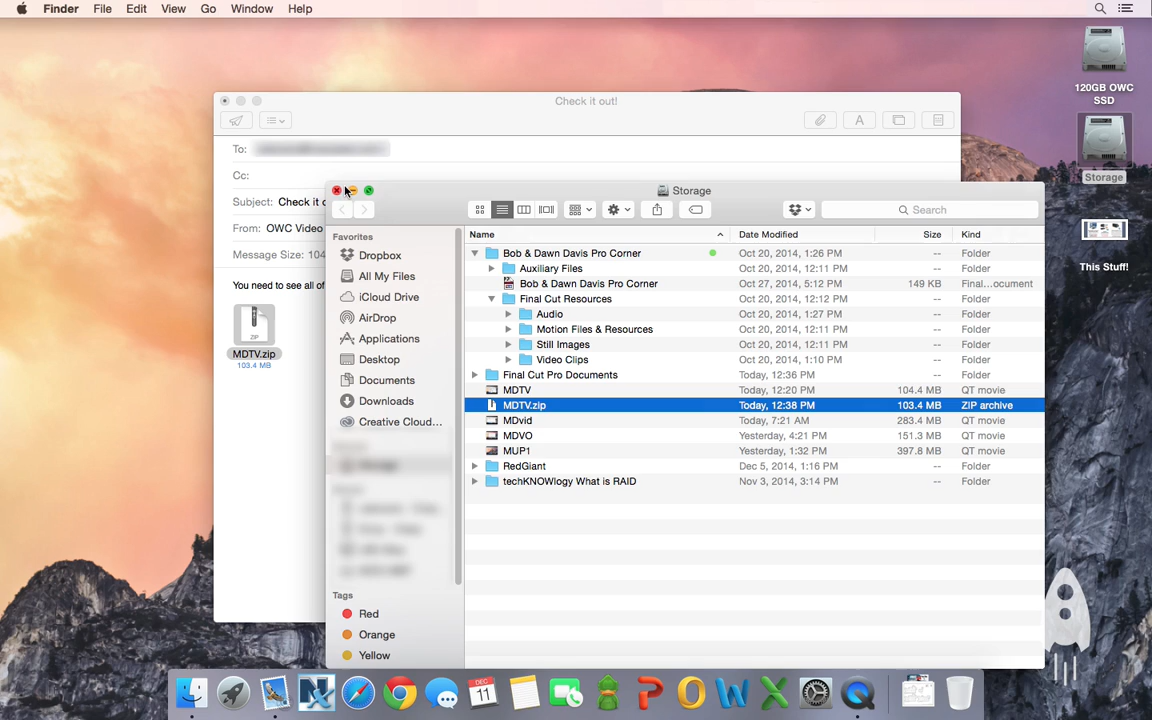 Finder File Edit View Go Window Help
120GB OWC
SSD
Storage
This Stuff!
Check it out!
To:
Cc:
Subject: Check it o
From: OWC Video
Message Size: 104
You need to see all of
ZIP
MDTV.zip
103.4 MB
Storage
Search
Favorites
Dropbox
All My Files
iCloud Drive
AirDrop
Applications
Desktop
Documents
Downloads
Creative Cloud...
Tags
Red
Orange
Yellow
Name Date Modified Size Kind
Bob & Dawn Davis Pro Corner Oct 20, 2014, 1:26 PM -- Folder
Auxiliary Files Oct 20, 2014, 12:11 PM -- Folder
Bob & Dawn Davis Pro Corner Oct 27, 2014, 5:12 PM 149 KB Final...ocument
Final Cut Resources Oct 20, 2014, 12:12 PM -- Folder
Audio Oct 20, 2014, 1:27 PM -- Folder
Motion Files & Resources Oct 20, 2014, 12:11 PM -- Folder
Still Images Oct 20, 2014, 12:11 PM -- Folder
Video Clips Oct 20, 2014, 1:10 PM -- Folder
Final Cut Pro Documents Today, 12:36 PM -- Folder
MDTV Today, 12:20 PM 104.4 MB QT movie
MDTV.zip Today, 12:38 PM 103.4 MB ZIP archive
MDvid Today, 7:21 AM 283.4 MB QT movie
MDVO Yesterday, 4:21 PM 151.3 MB QT movie
MUP1 Yesterday, 1:32 PM 397.8 MB QT movie
RedGiant Dec 5, 2014, 1:16 PM -- Folder
techKNOWlogy What is RAID Nov 3, 2014, 3:14 PM -- Folder
DEC
11